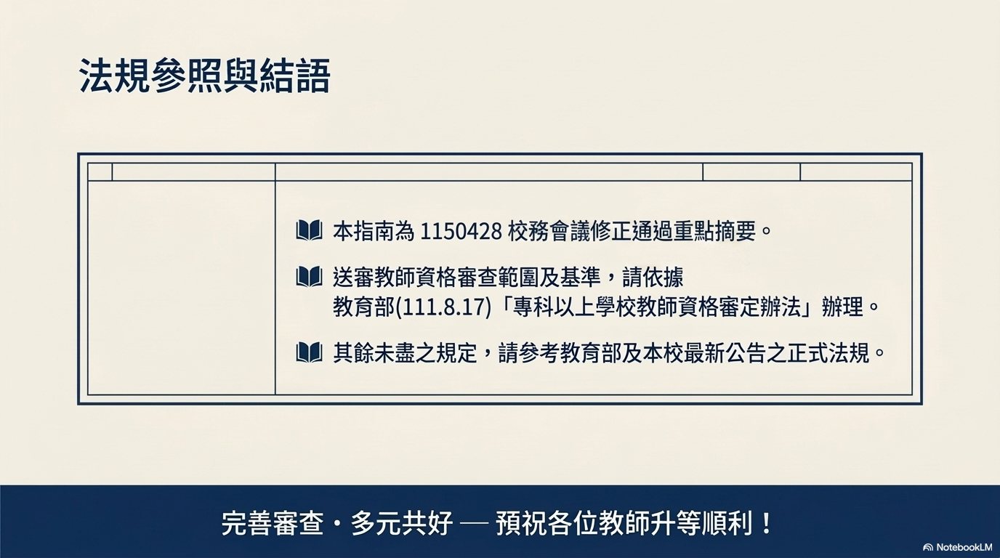 法規參照與結語
本指南為 1150428 校務會議修正通過重點摘要。
送審教師資格審查範圍及基準，請依據
教育部(111.8.17)「專科以上學校教師資格審定辦法」辦理。
其餘未盡之規定，請參考教育部及本校最新公告之正式法規。
完善審查・多元共好 — 預祝各位教師升等順利！
NotebookLM